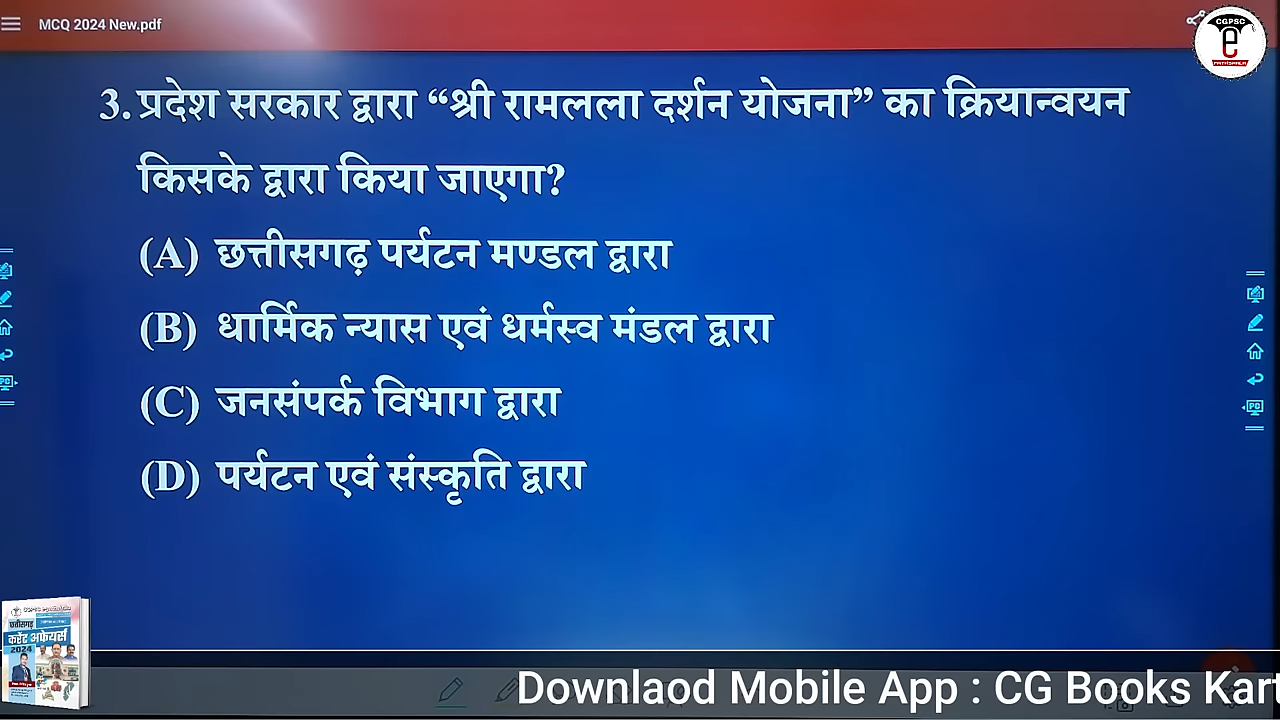 MCQ 2024 New.pdf
CGPSC
3. प्रदेश सरकार द्वारा “श्री रामलला दर्शन योजना” का क्रियान्वयन
किसके द्वारा किया जाएगा?
(A) छत्तीसगढ़ पर्यटन मण्डल द्वारा
(B) धार्मिक न्यास एवं धर्मस्व मंडल द्वारा
(C) जनसंपर्क विभाग द्वारा
(D) पर्यटन एवं संस्कृति द्वारा
PC
PC
छत्तीसगढ़
करेंट अफेयर्स
2024
Downlaod Mobile App : CG Books Kart